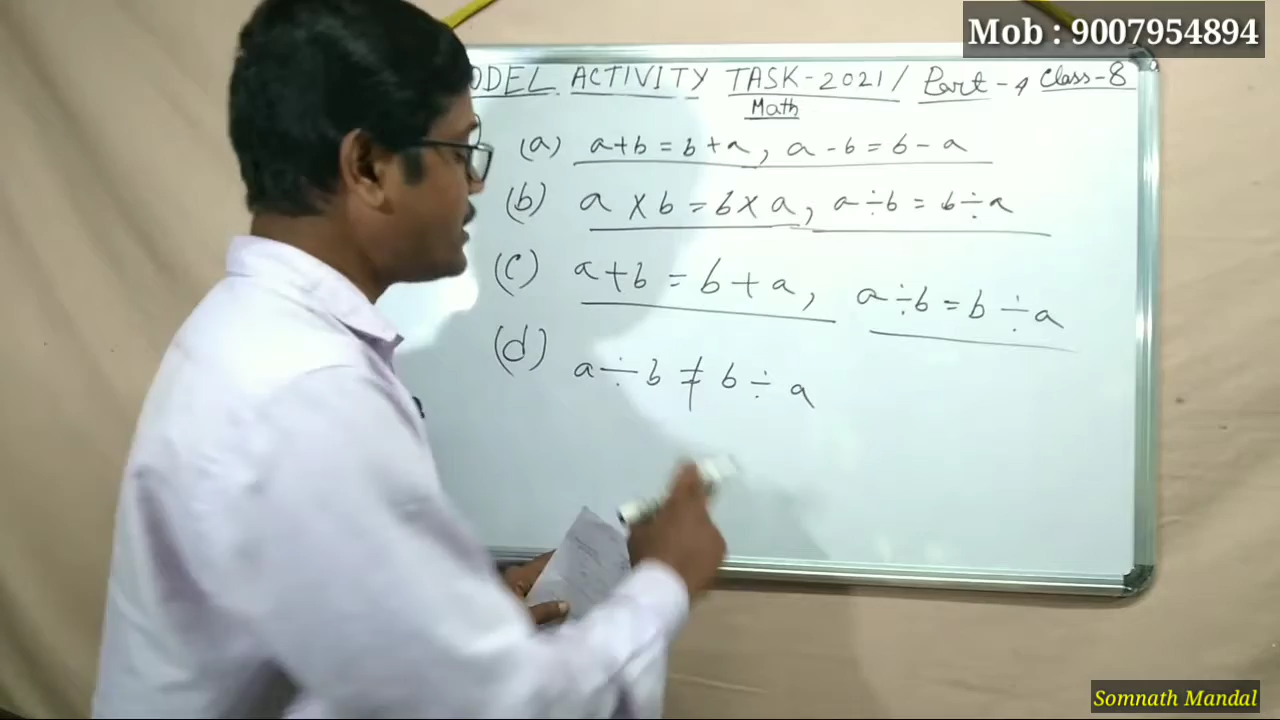 Mob : 9007954894
ODEL ACTIVITY TASK-2021/ Part-4 Class-8
Math
(a) a+b = b+a, a-b = b-a
(b) a×b = b×a, a÷b = b÷a
(c) a+b = b+a, a÷b = b÷a
(d) a÷b ≠ b÷a
Somnath Mandal